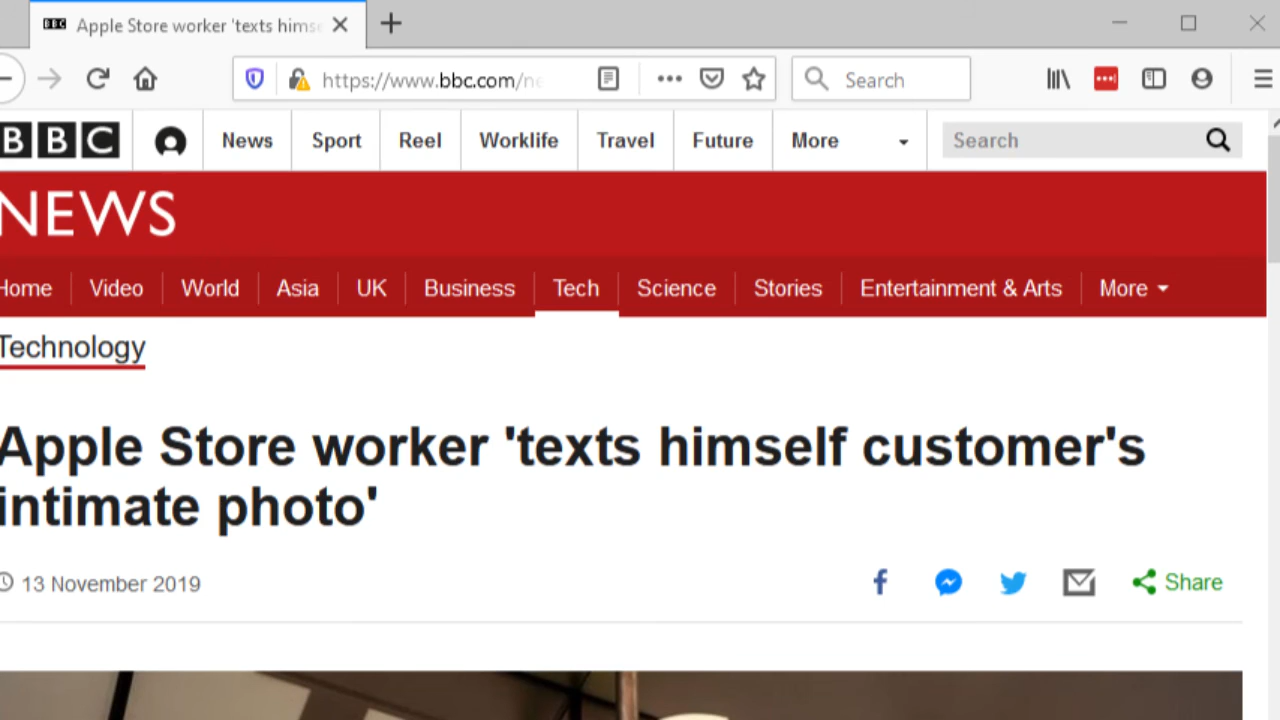 BBC Apple Store worker 'texts himse
https://www.bbc.com/ne Search
BBC News Sport Reel Worklife Travel Future More Search
NEWS
Home Video World Asia UK Business Tech Science Stories Entertainment & Arts More
Technology
Apple Store worker 'texts himself customer's
intimate photo'
13 November 2019 Share